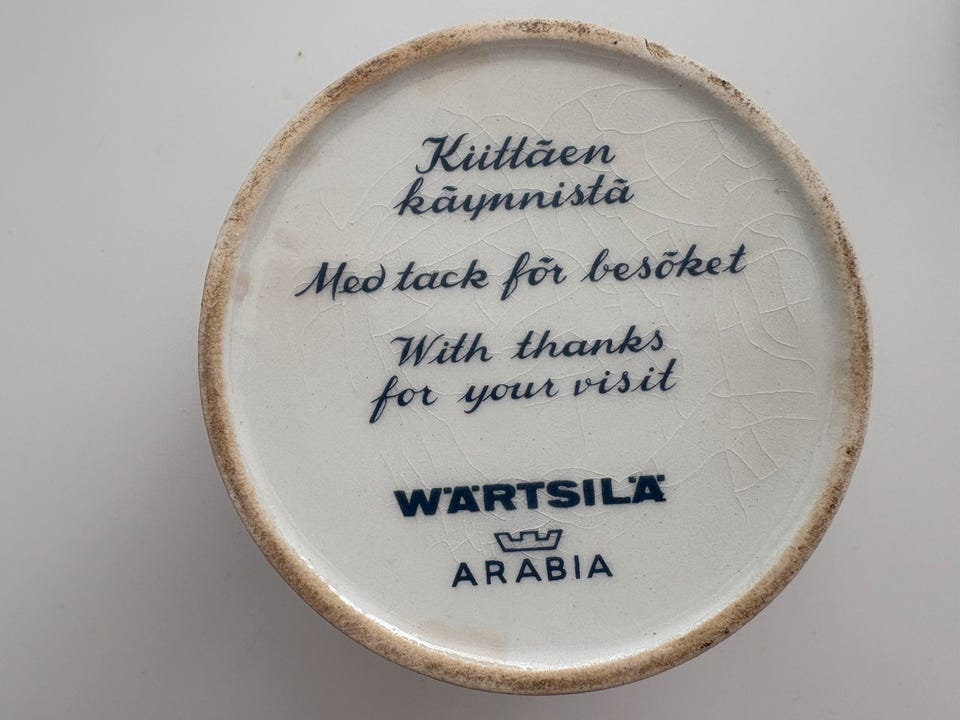 Kiittäen
käynnistä
Med tack för besöket
With thanks
for your visit
WÄRTSILÄ
ARABIA